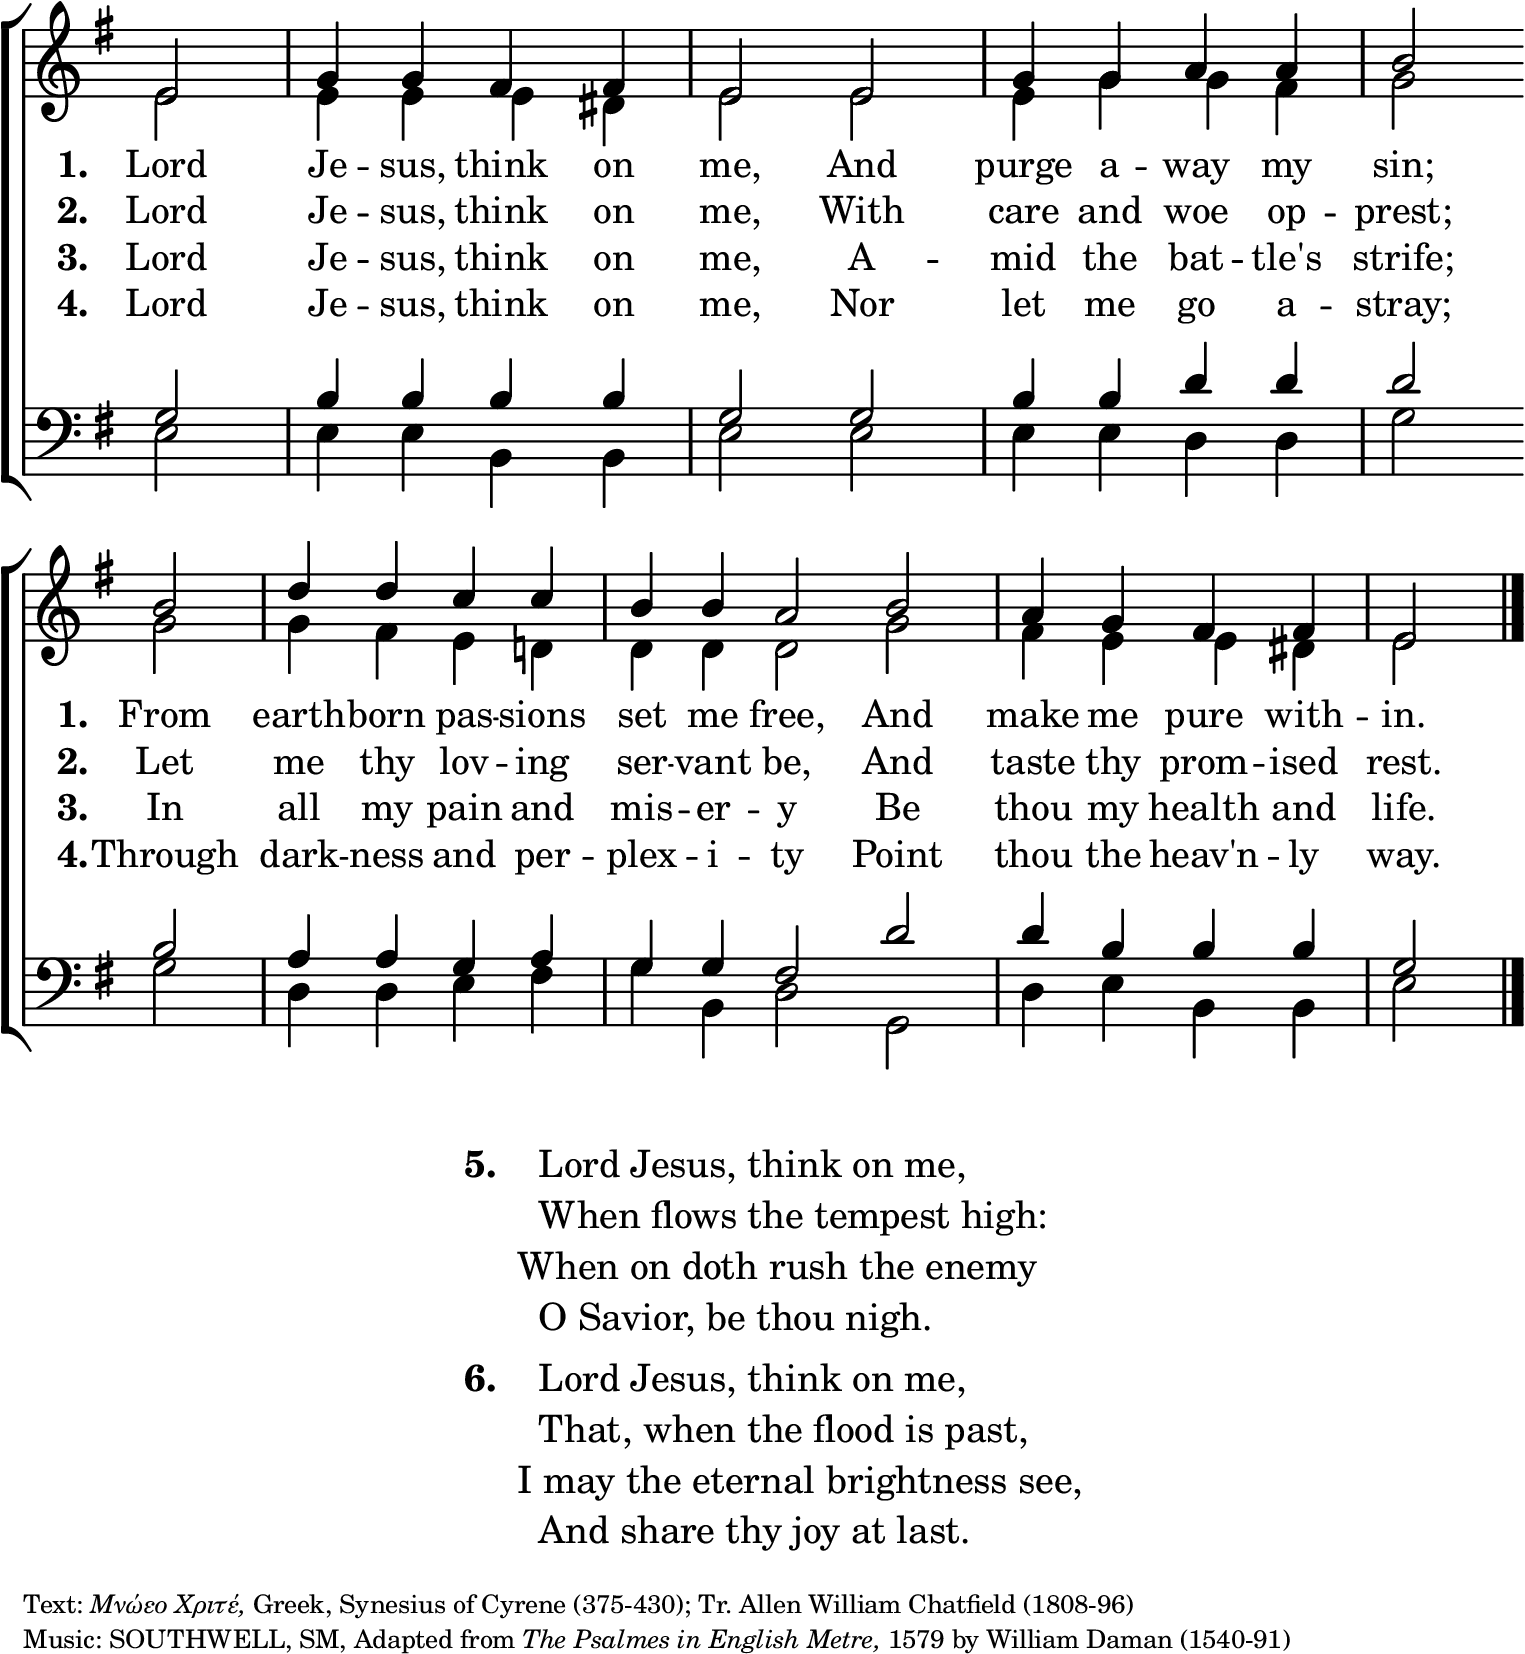 1. Lord Je - sus, think on me, And purge a - way my sin;
2. Lord Je - sus, think on me, With care and woe op - prest;
3. Lord Je - sus, think on me, A - mid the bat - tle's strife;
4. Lord Je - sus, think on me, Nor let me go a - stray;
1. From earth born pas - sions set me free, And make me pure with - in.
2. Let me thy lov - ing ser - vant be, And taste thy prom - ised rest.
3. In all my pain and mis - er - y Be thou my health and life.
4. Through dark - ness and per - plex - i - ty Point thou the heav'n - ly way.
5. Lord Jesus, think on me,
When flows the tempest high:
When on doth rush the enemy
O Savior, be thou nigh.
6. Lord Jesus, think on me,
That, when the flood is past,
I may the eternal brightness see,
And share thy joy at last.
Text: Μνώεο Χριτέ, Greek, Synesius of Cyrene (375-430); Tr. Allen William Chatfield (1808-96)
Music: SOUTHWELL, SM, Adapted from The Psalmes in English Metre, 1579 by William Daman (1540-91)